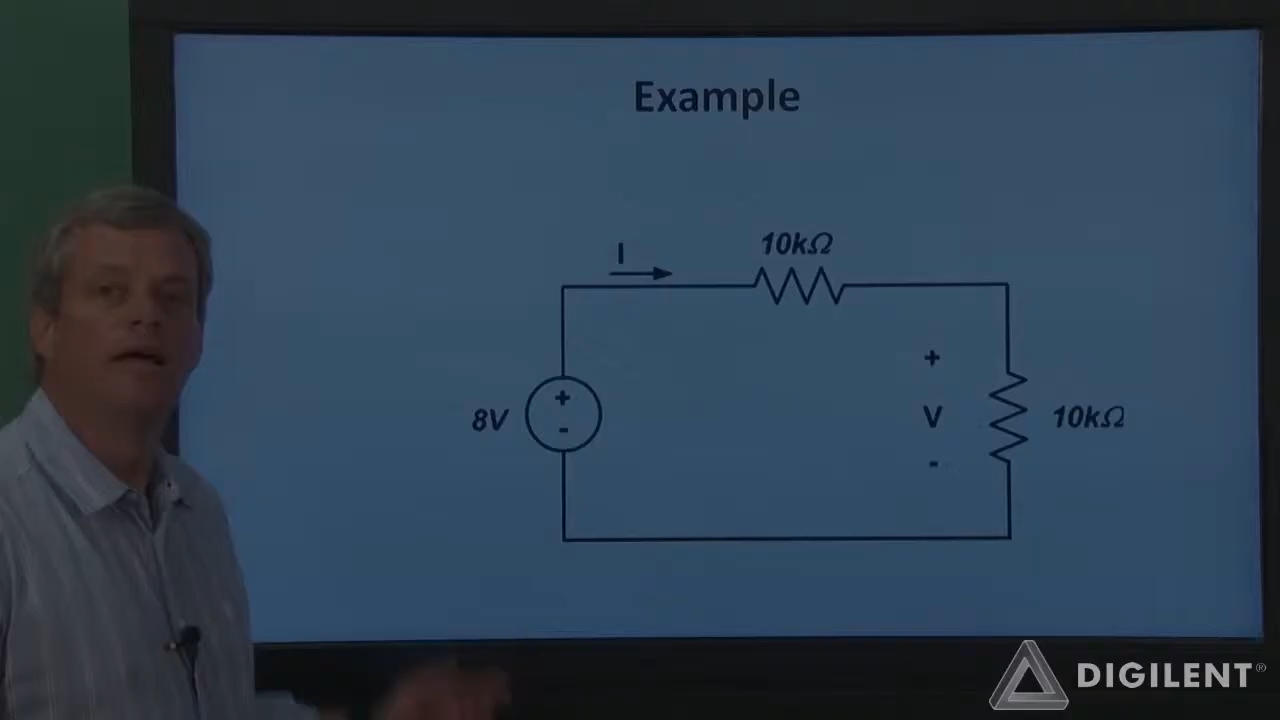 Example
I
10kΩ
+
8V
+
-
V
10kΩ
-
DIGILENT®